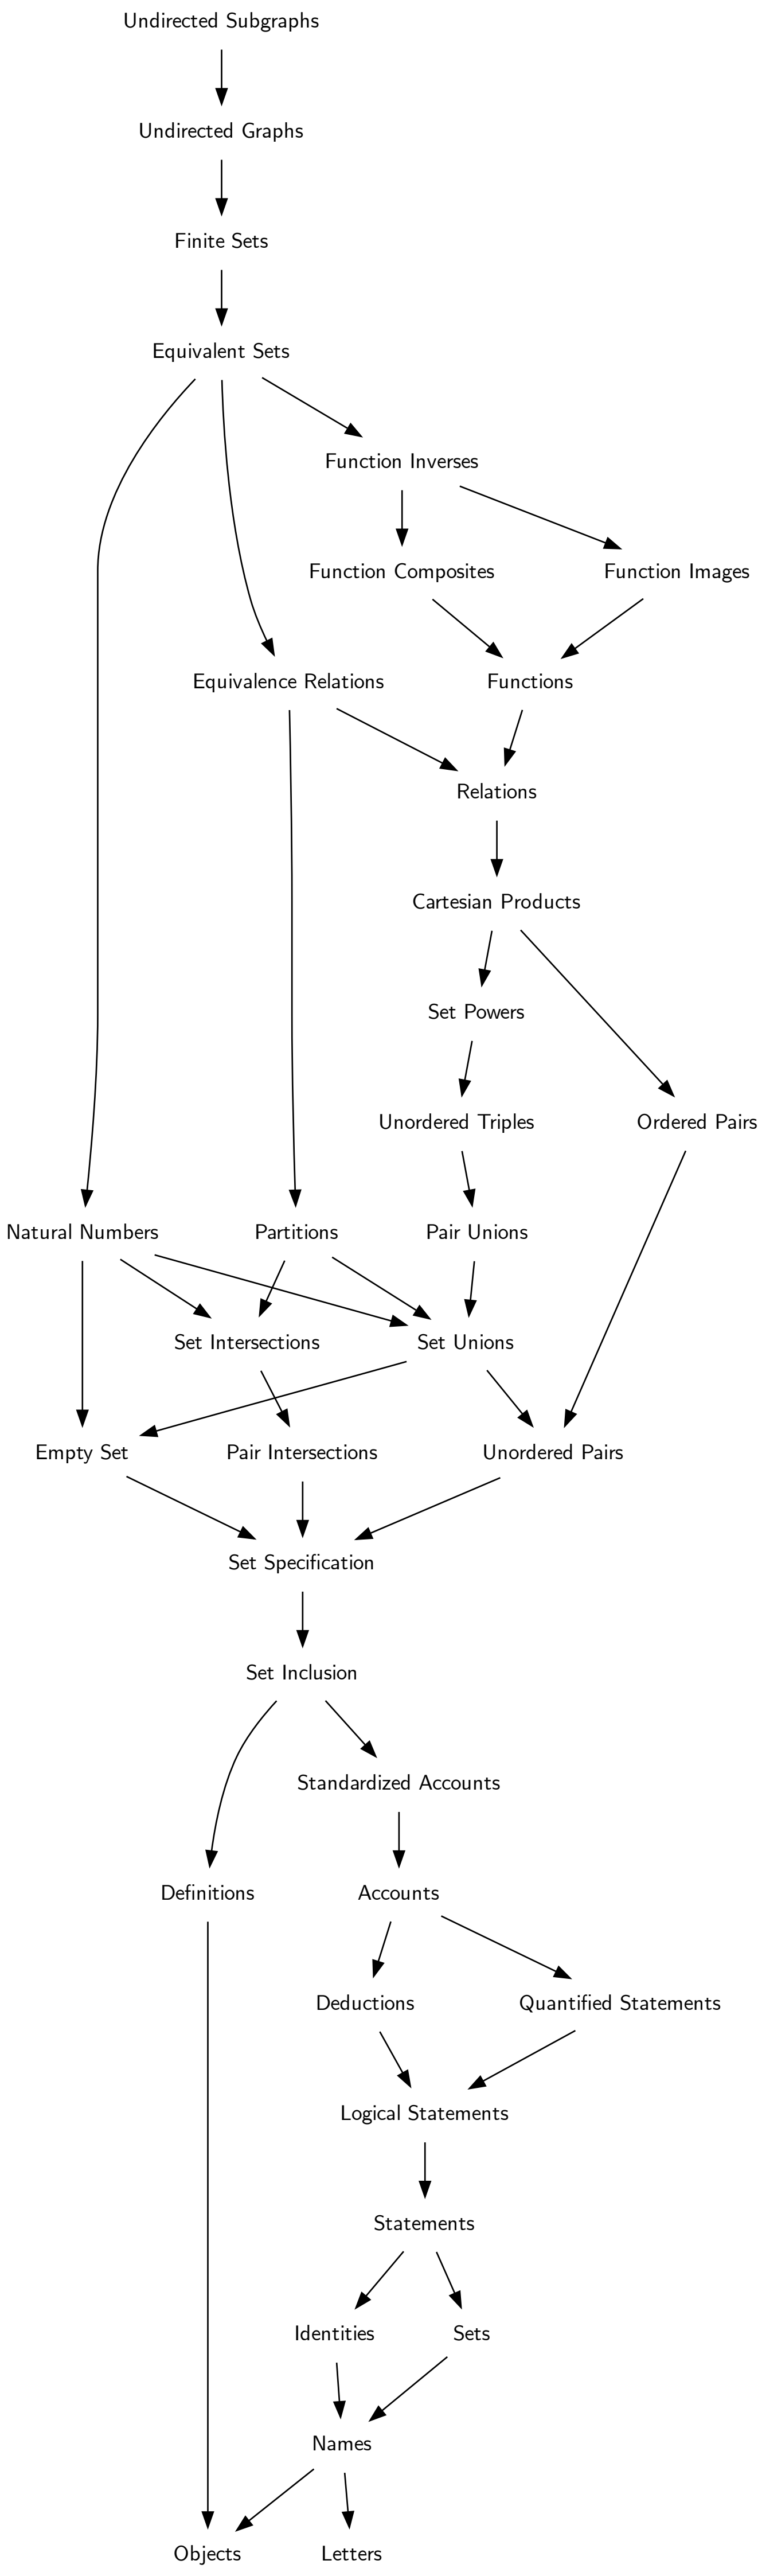 Undirected Subgraphs
Undirected Graphs
Finite Sets
Equivalent Sets
Function Inverses
Function Composites
Function Images
Equivalence Relations
Functions
Relations
Cartesian Products
Set Powers
Unordered Triples
Ordered Pairs
Natural Numbers
Partitions
Pair Unions
Set Intersections
Set Unions
Empty Set
Pair Intersections
Unordered Pairs
Set Specification
Set Inclusion
Standardized Accounts
Definitions
Accounts
Deductions
Quantified Statements
Logical Statements
Statements
Identities
Sets
Names
Objects
Letters